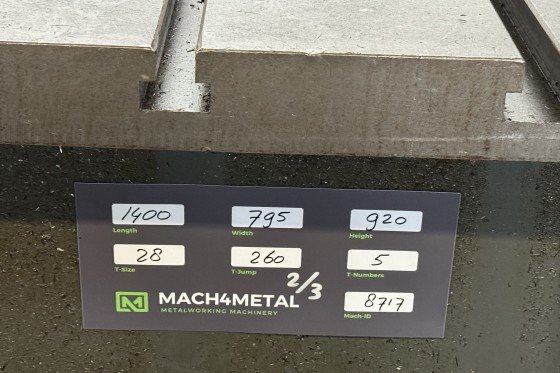 1400 795 920
Length Width Height
28 260 5
T-Size T-Jump T-Numbers
2/3
MACH4METAL 8717
METALWORKING MACHINERY Mach-ID